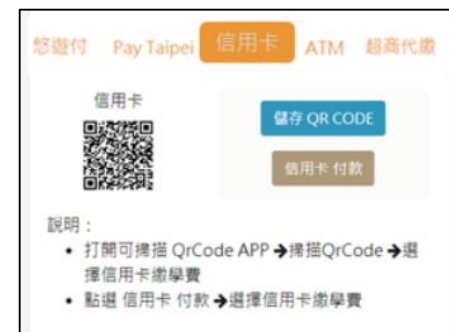 悠遊付 Pay Taipei 信用卡 ATM 超商代繳
信用卡
儲存 QR CODE
信用卡 付款
說明：
• 打開可掃描 QrCode APP ➔掃描QrCode ➔選
擇信用卡繳學費
• 點選 信用卡 付款 ➔選擇信用卡繳學費